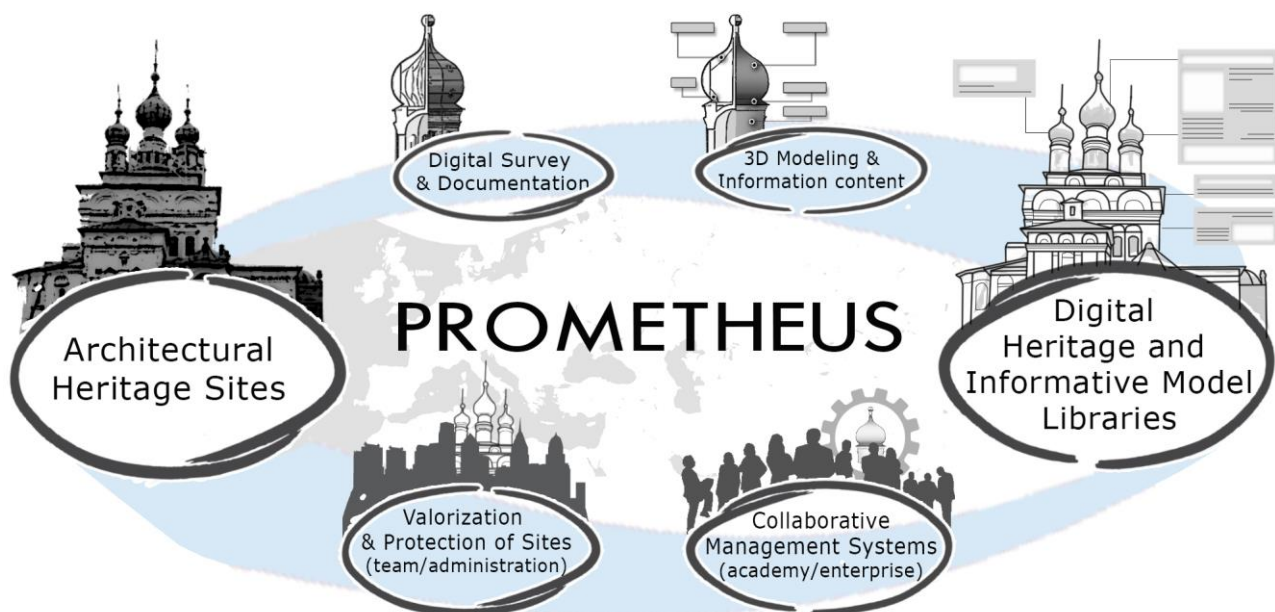 Digital Survey
& Documentation
3D Modeling &
Information content
Architectural
Heritage Sites
PROMETHEUS
Digital
Heritage and
Informative Model
Libraries
Valorization
& Protection of Sites
(team/administration)
Collaborative
Management Systems
(academy/enterprise)